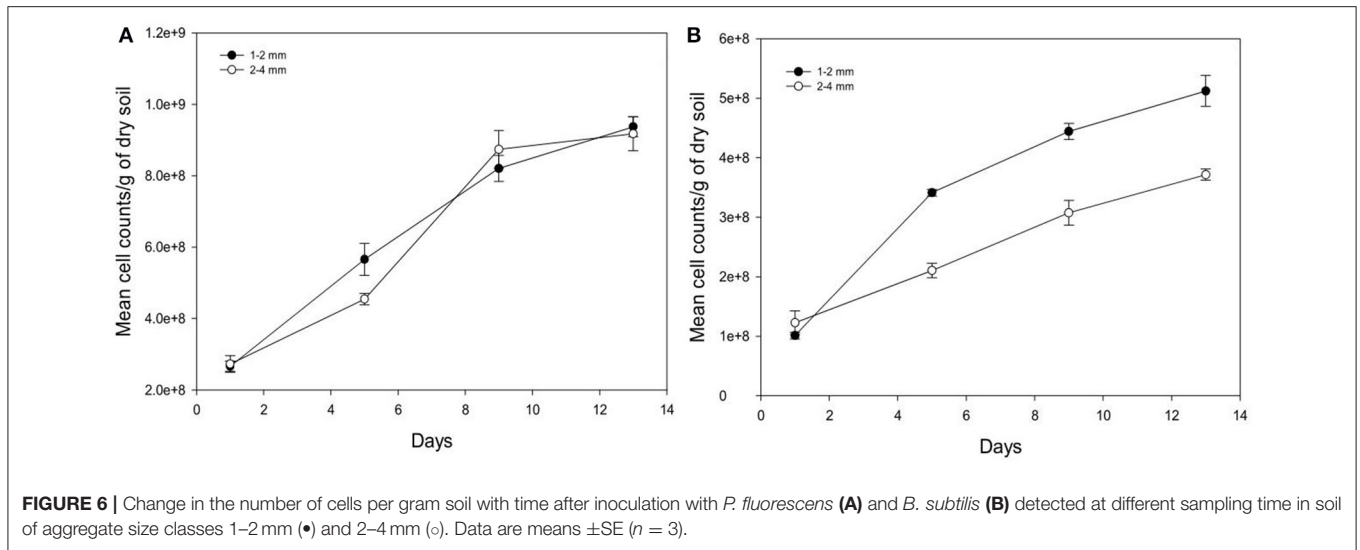 A
1.2e+9
1.0e+9
8.0e+8
6.0e+8
4.0e+8
2.0e+8
Mean cell counts/g of dry soil
1-2 mm
2-4 mm
0 2 4 6 8 10 12 14
Days
B
6e+8
5e+8
4e+8
3e+8
2e+8
1e+8
0
Mean cell counts/g of dry soil
1-2 mm
2-4 mm
0 2 4 6 8 10 12 14
Days
FIGURE 6 | Change in the number of cells per gram soil with time after inoculation with P. fluorescens (A) and B. subtilis (B) detected at different sampling time in soil
of aggregate size classes 1–2 mm (•) and 2–4 mm (○). Data are means ±SE (n = 3).